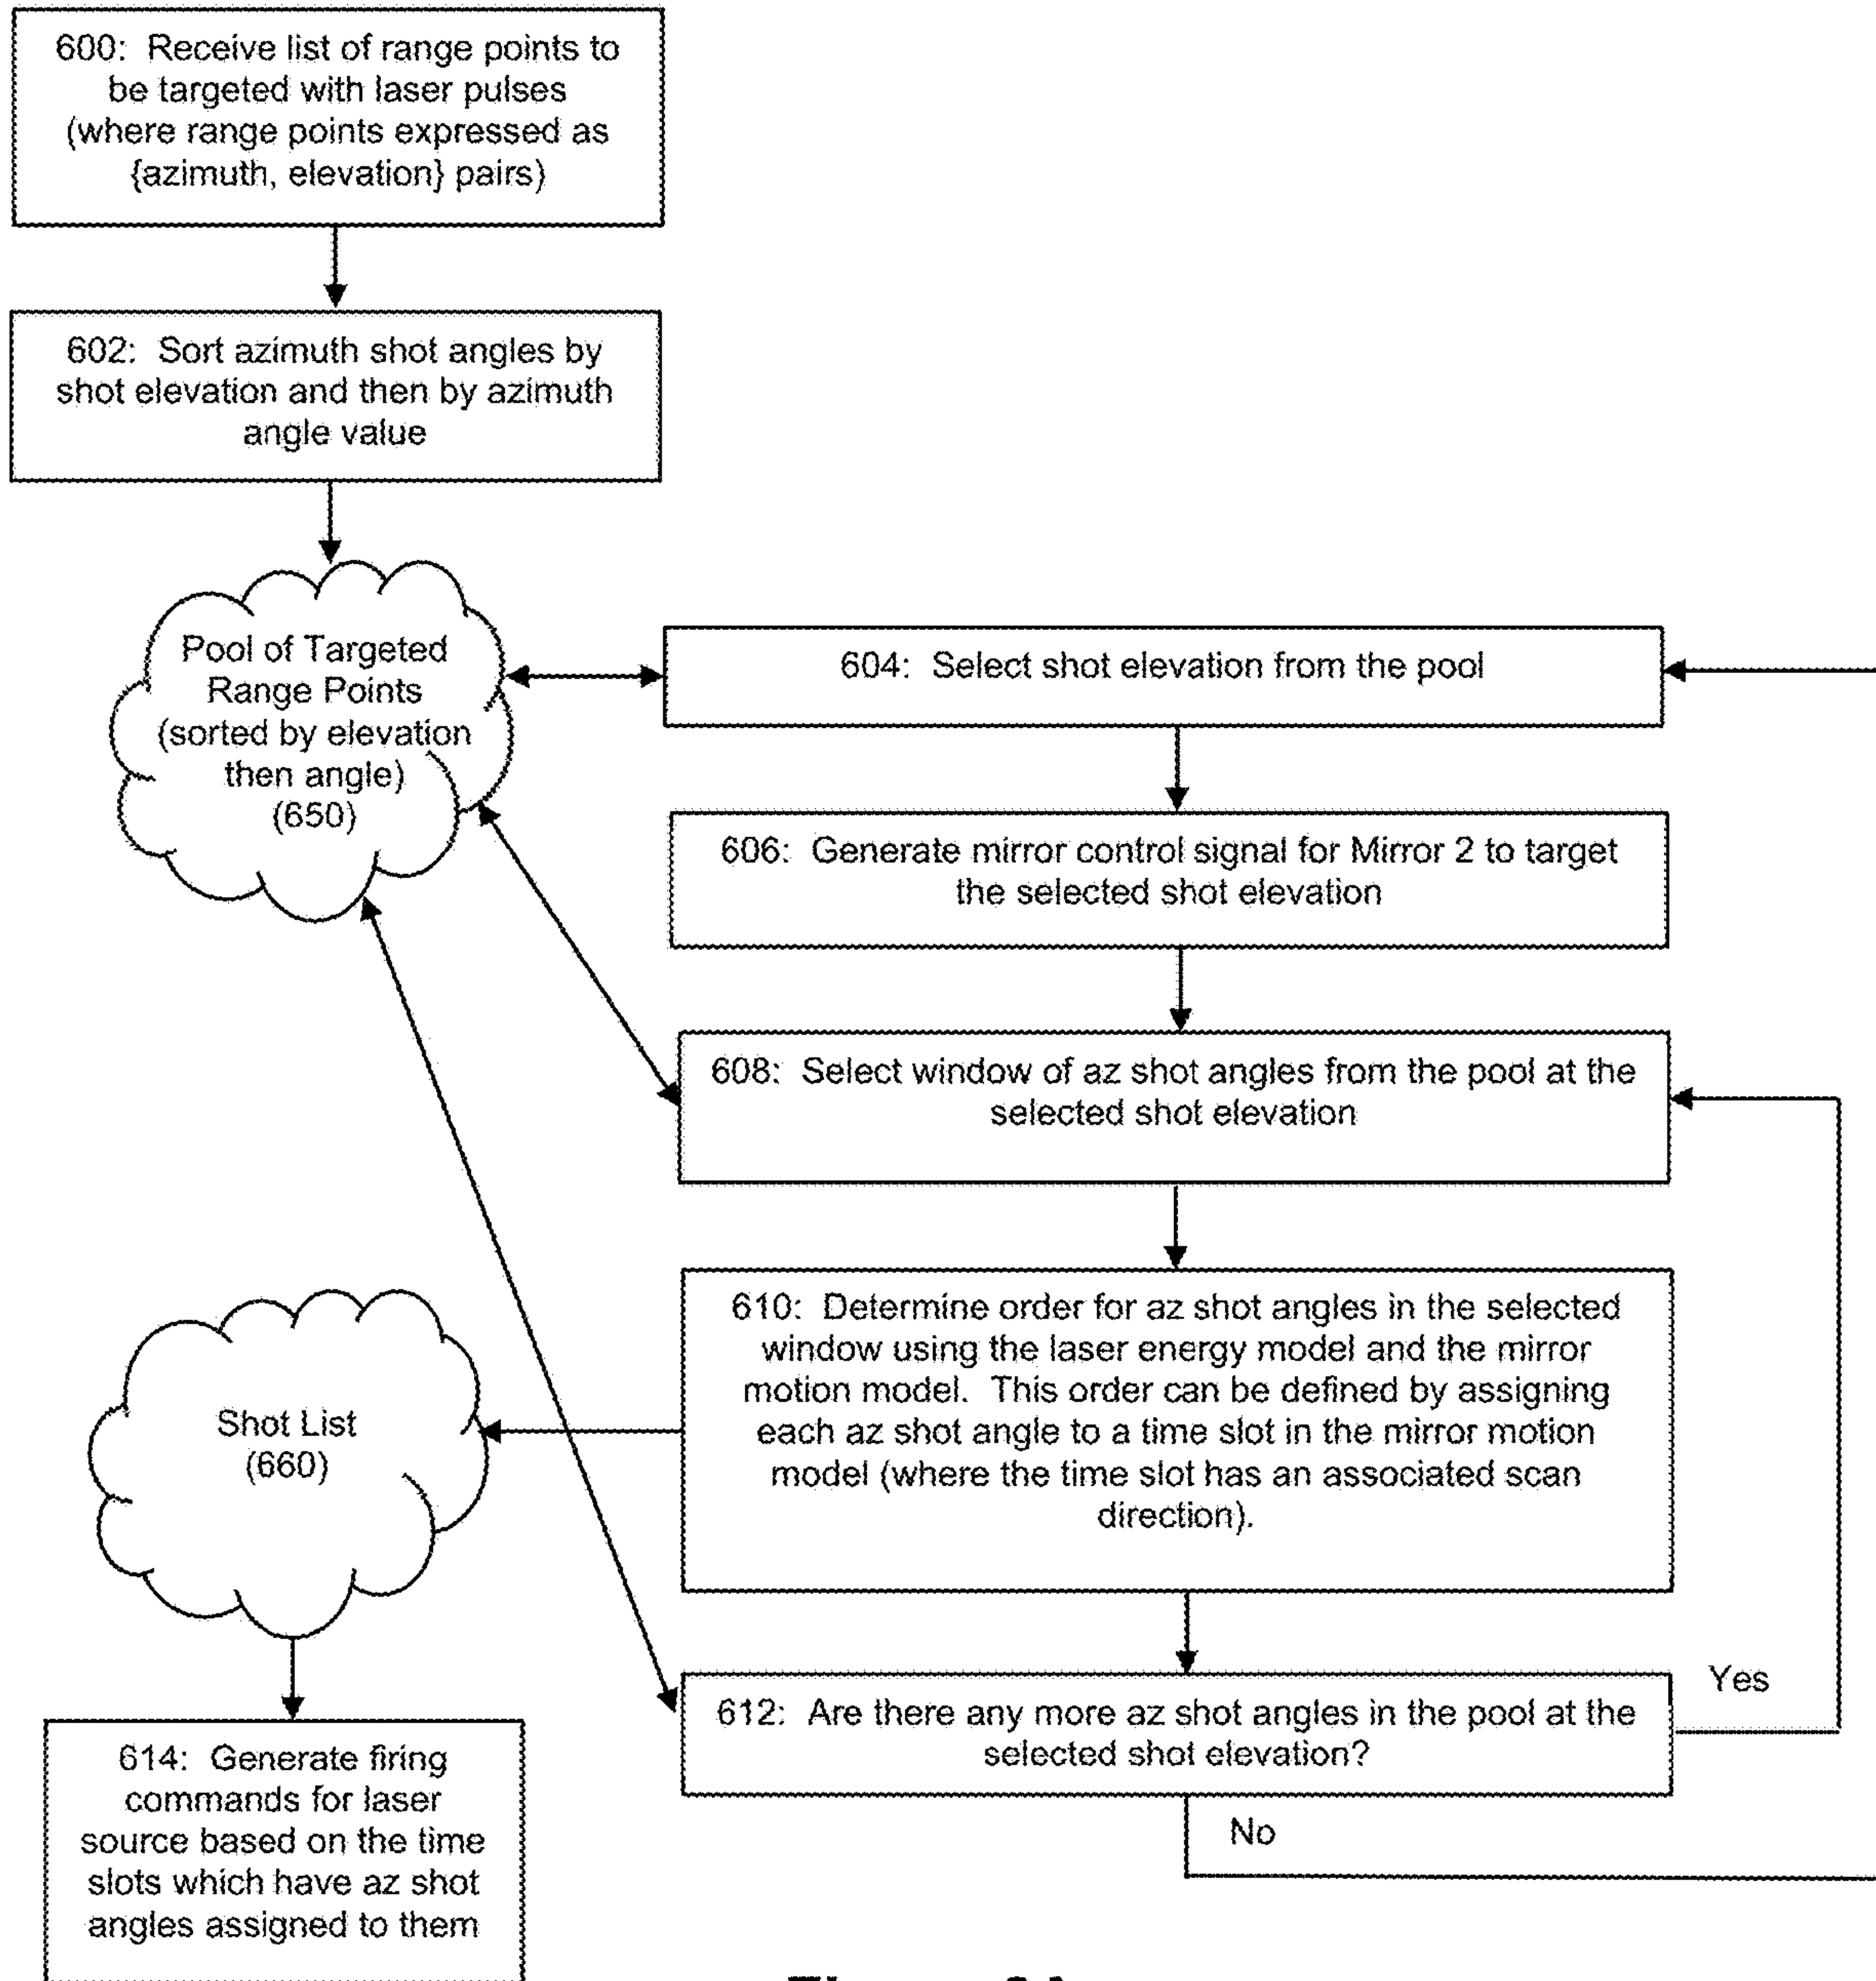 600: Receive list of range points to
be targeted with laser pulses
(where range points expressed as
{azimuth, elevation} pairs)
602: Sort azimuth shot angles by
shot elevation and then by azimuth
angle value
Pool of Targeted
Range Points
(sorted by elevation
then angle)
(650)
604: Select shot elevation from the pool
606: Generate mirror control signal for Mirror 2 to target
the selected shot elevation
608: Select window of az shot angles from the pool at the
selected shot elevation
610: Determine order for az shot angles in the selected
window using the laser energy model and the mirror
motion model. This order can be defined by assigning
each az shot angle to a time slot in the mirror motion
model (where the time slot has an associated scan
direction).
Shot List
(660)
612: Are there any more az shot angles in the pool at the
selected shot elevation?
Yes
No
614: Generate firing
commands for laser
source based on the time
slots which have az shot
angles assigned to them